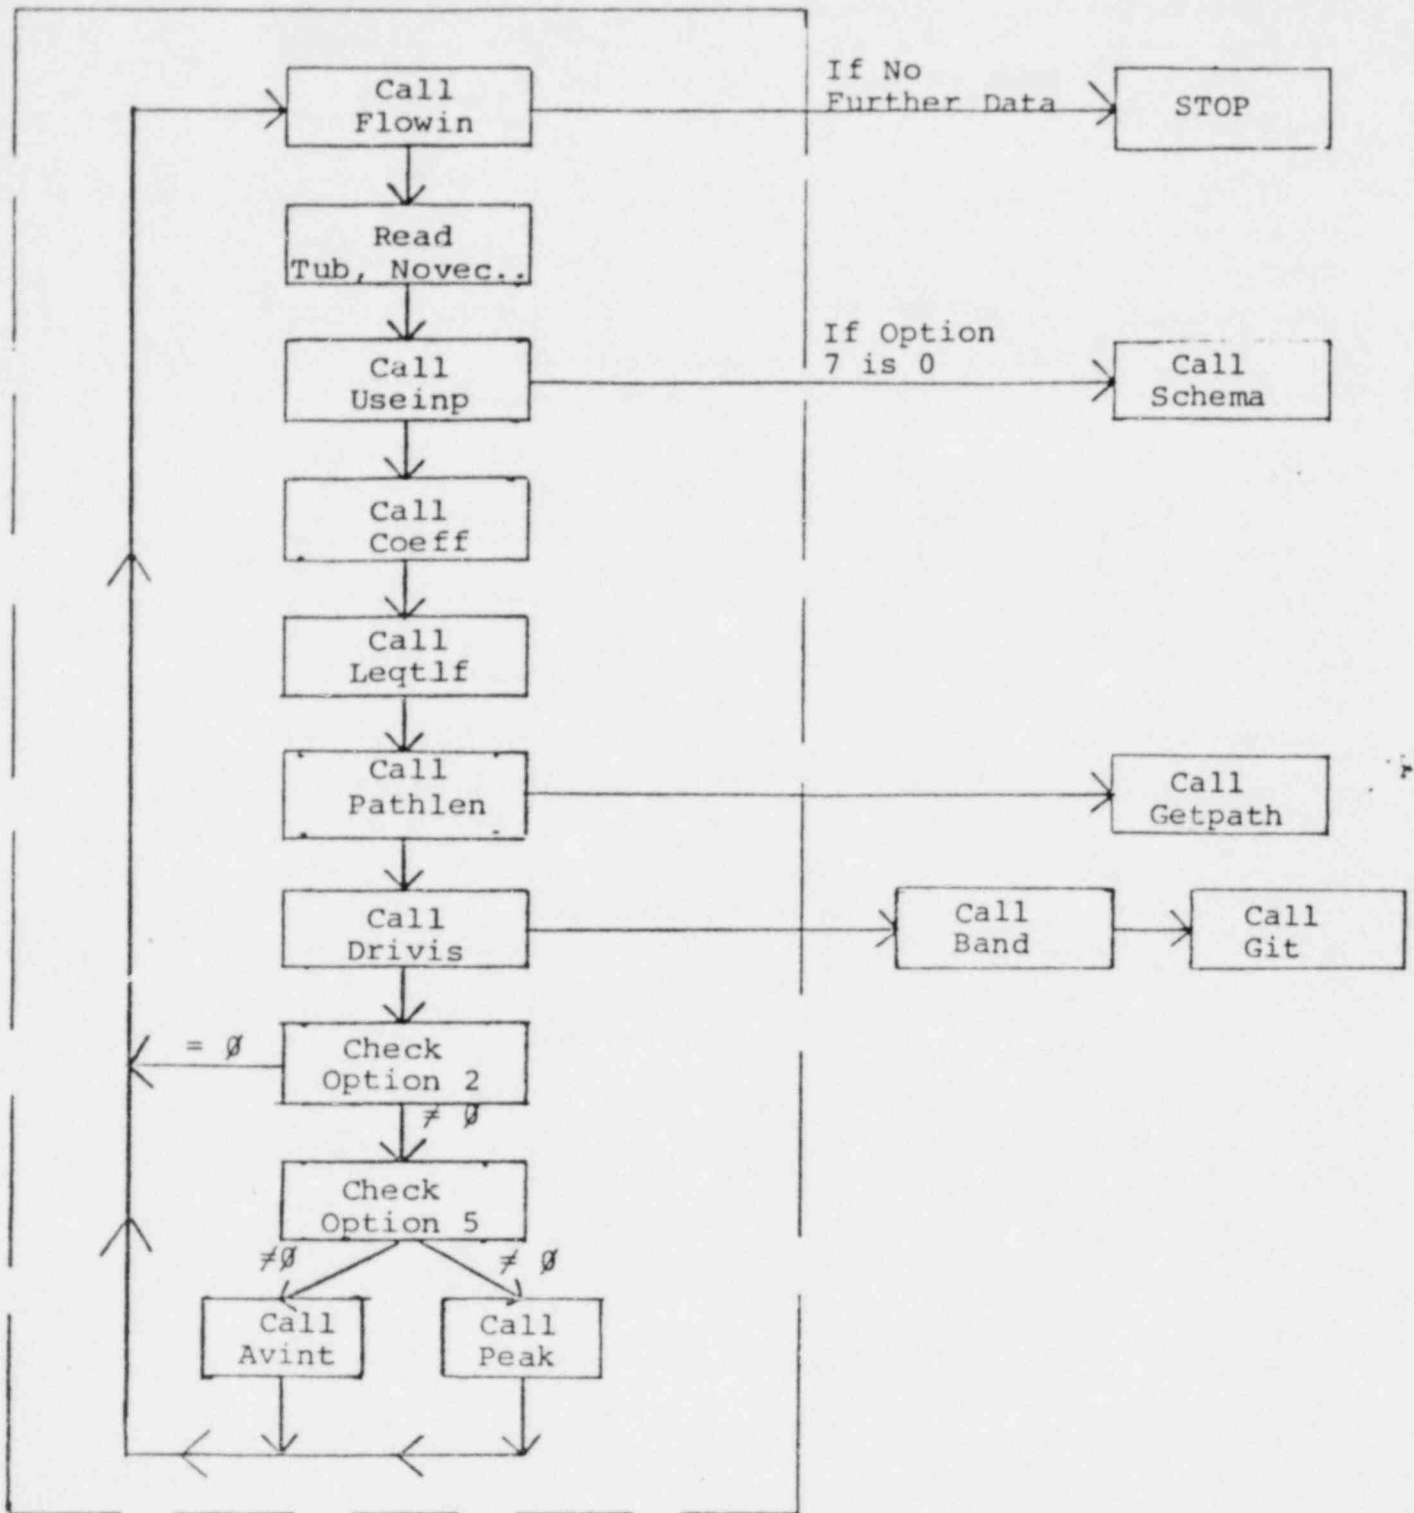 Call
Flowin
If No
Further Data
STOP
Read
Tub, Novec..
Call
Useinp
If Option
7 is 0
Call
Schema
Call
Coeff
Call
Leqtlf
Call
Pathlen
Call
Getpath
Call
Drivis
Call
Band
Call
Git
= Ø
Check
Option 2
≠ Ø
Check
Option 5
≠Ø
≠ Ø
Call
Avint
Call
Peak